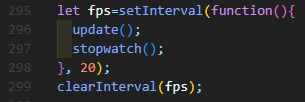 295 let fps=setInterval(function(){
296 update();
297 stopwatch();
298 }, 20);
299 clearInterval(fps);